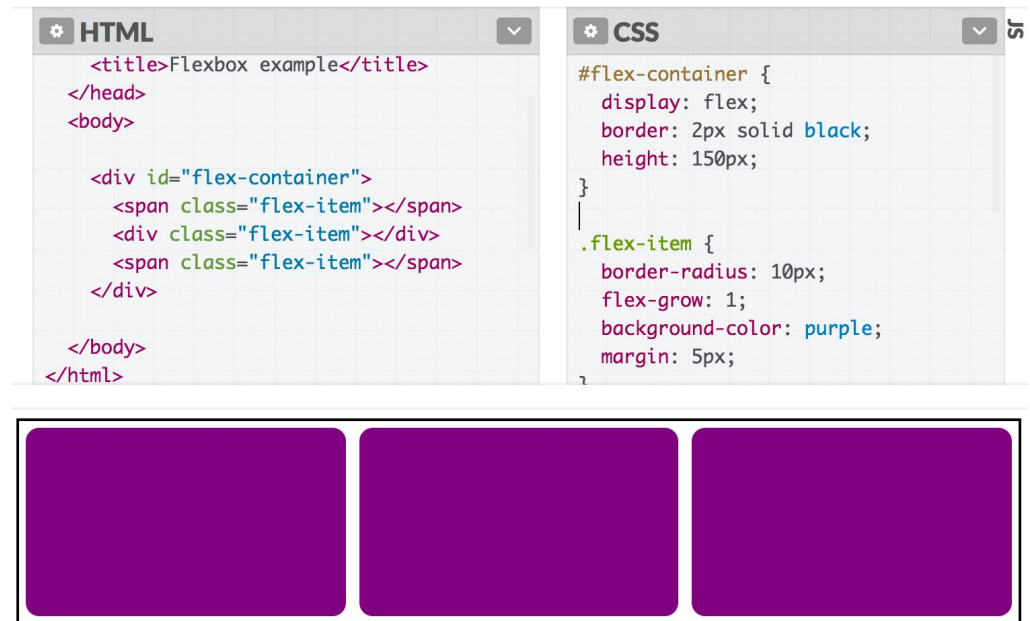 HTML
<title>Flexbox example</title>
</head>
<body>
<div id="flex-container">
<span class="flex-item"></span>
<div class="flex-item"></div>
<span class="flex-item"></span>
</div>
</body>
</html>
CSS
#flex-container {
display: flex;
border: 2px solid black;
height: 150px;
}
.flex-item {
border-radius: 10px;
flex-grow: 1;
background-color: purple;
margin: 5px;
}
JS